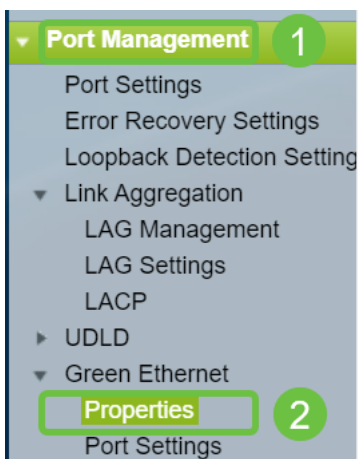 Port Management 1
Port Settings
Error Recovery Settings
Loopback Detection Setting
Link Aggregation
LAG Management
LAG Settings
LACP
UDLD
Green Ethernet
Properties 2
Port Settings